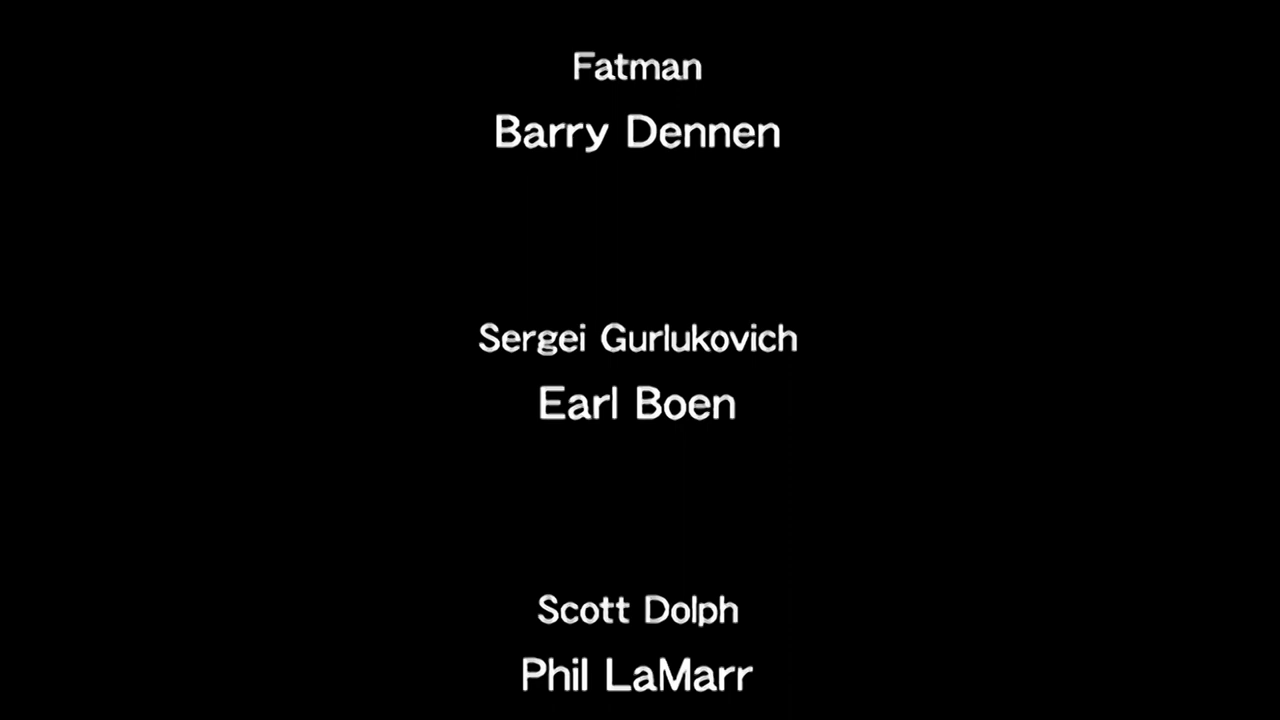 Fatman
Barry Dennen
Sergei Gurlukovich
Earl Boen
Scott Dolph
Phil LaMarr